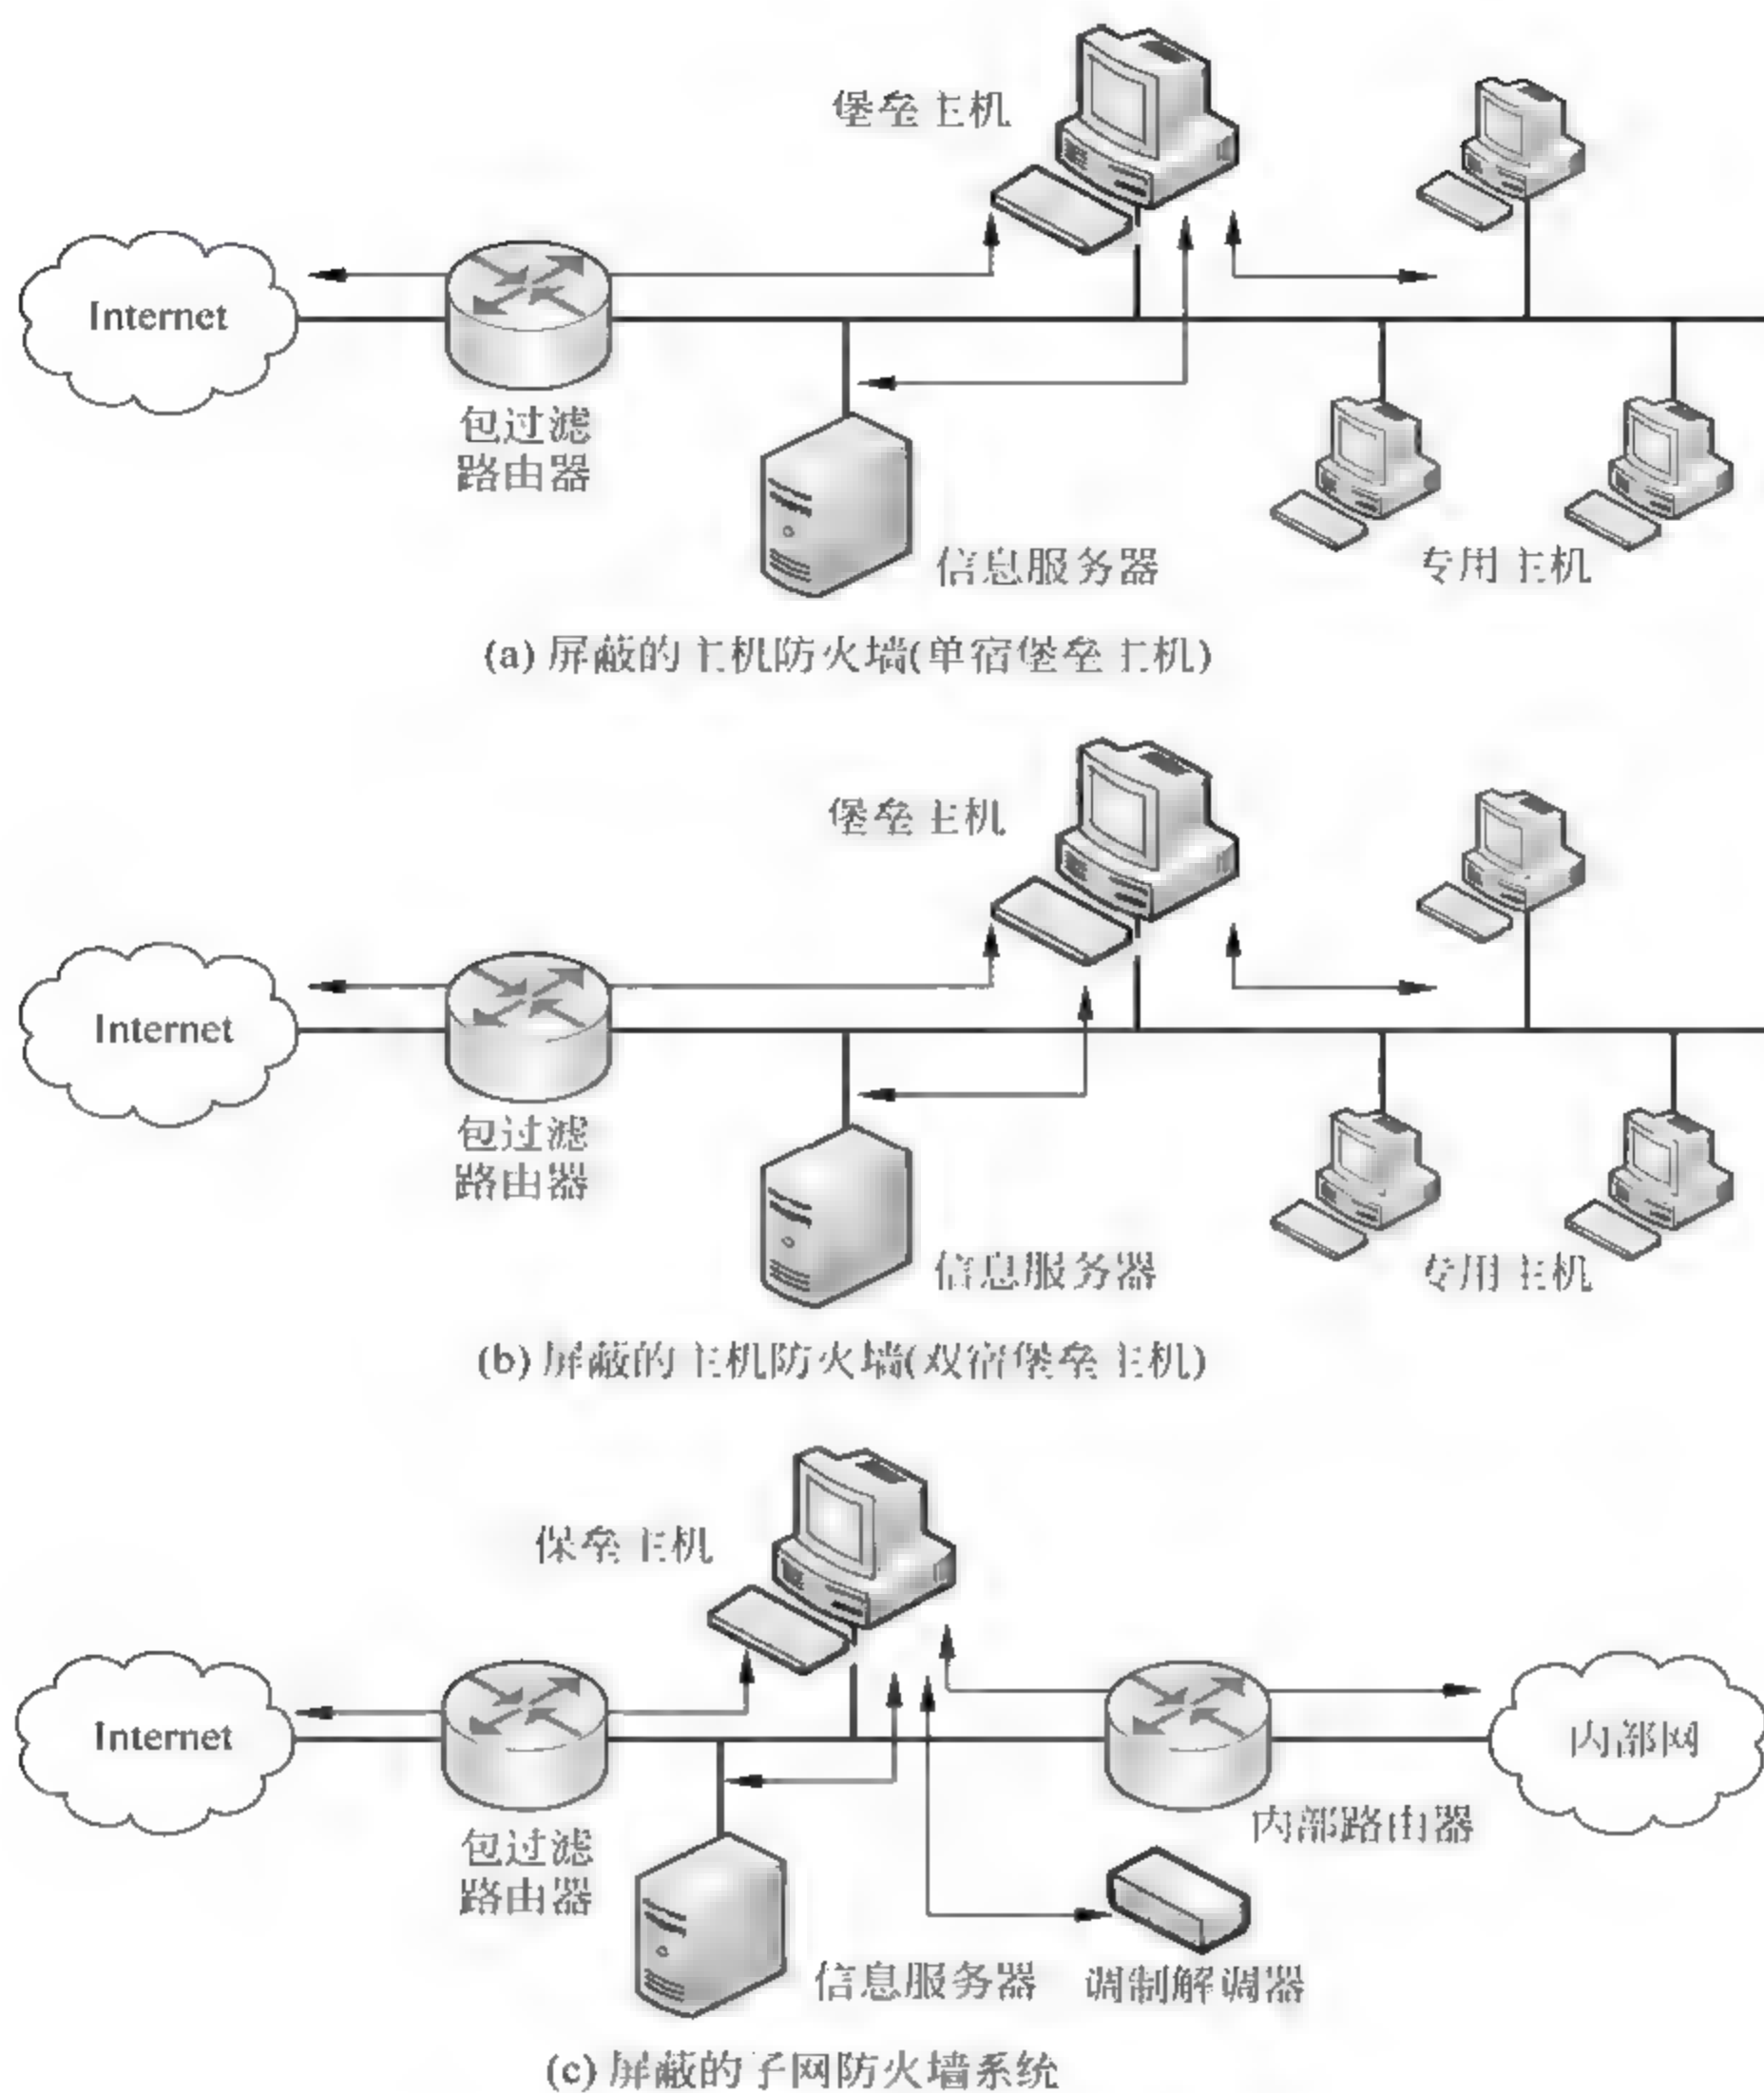 堡垒主机
Internet
包过滤
路由器
信息服务器
专用主机
(a) 屏蔽的主机防火墙(单宿堡垒主机)
堡垒主机
Internet
包过滤
路由器
信息服务器
专用主机
(b) 屏蔽的主机防火墙(双宿堡垒主机)
保垒主机
Internet
内部网
包过滤
路由器
内部路由器
信息服务器
调制解调器
(c) 屏蔽的子网防火墙系统